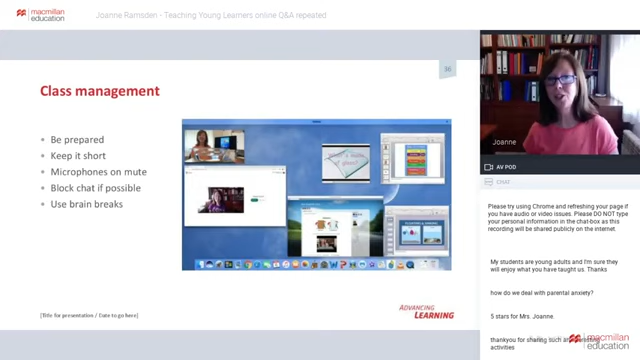 macmillan
education
Joanne Ramsden - Teaching Young Learners online Q&A repeated
36
Class management
Be prepared
Keep it short
Microphones on mute
Block chat if possible
Use brain breaks
[Title for presentation / Date to go here]
ADVANCING
LEARNING
Joanne
AV POD
CHAT
Please try using Chrome and refreshing your page if
you have audio or video issues. Please DO NOT type
your personal information in the chat-box as this
recording will be shared publicly on the internet.
My students are young adults and I'm sure they
will enjoy what you have taught us. Thanks
how do we deal with parental anxiety?
5 stars for Mrs. Joanne.
thankyou for sharing such
activities
macmillan
education